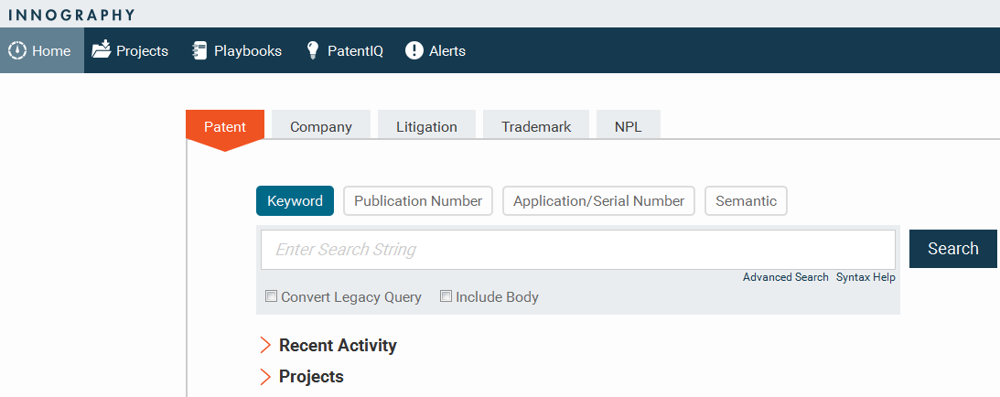 INNOGRAPHY
Home Projects Playbooks PatentIQ Alerts
Patent Company Litigation Trademark NPL
Keyword Publication Number Application/Serial Number Semantic
Enter Search String Search
Advanced Search Syntax Help
Convert Legacy Query Include Body
Recent Activity
Projects